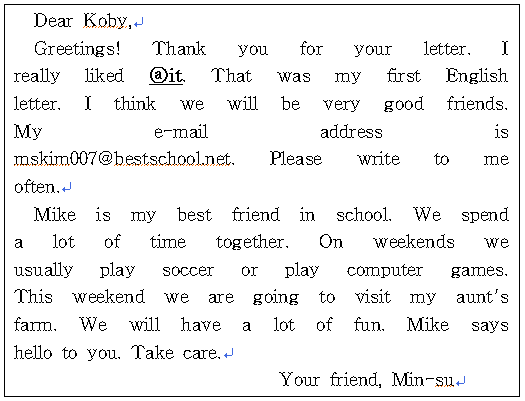 Dear Koby,
Greetings! Thank you for your letter. I
really liked ⓐit. That was my first English
letter. I think we will be very good friends.
My e-mail address is
mskim007@bestschool.net. Please write to me
often.
Mike is my best friend in school. We spend
a lot of time together. On weekends we
usually play soccer or play computer games.
This weekend we are going to visit my aunt's
farm. We will have a lot of fun. Mike says
hello to you. Take care.
Your friend, Min-su